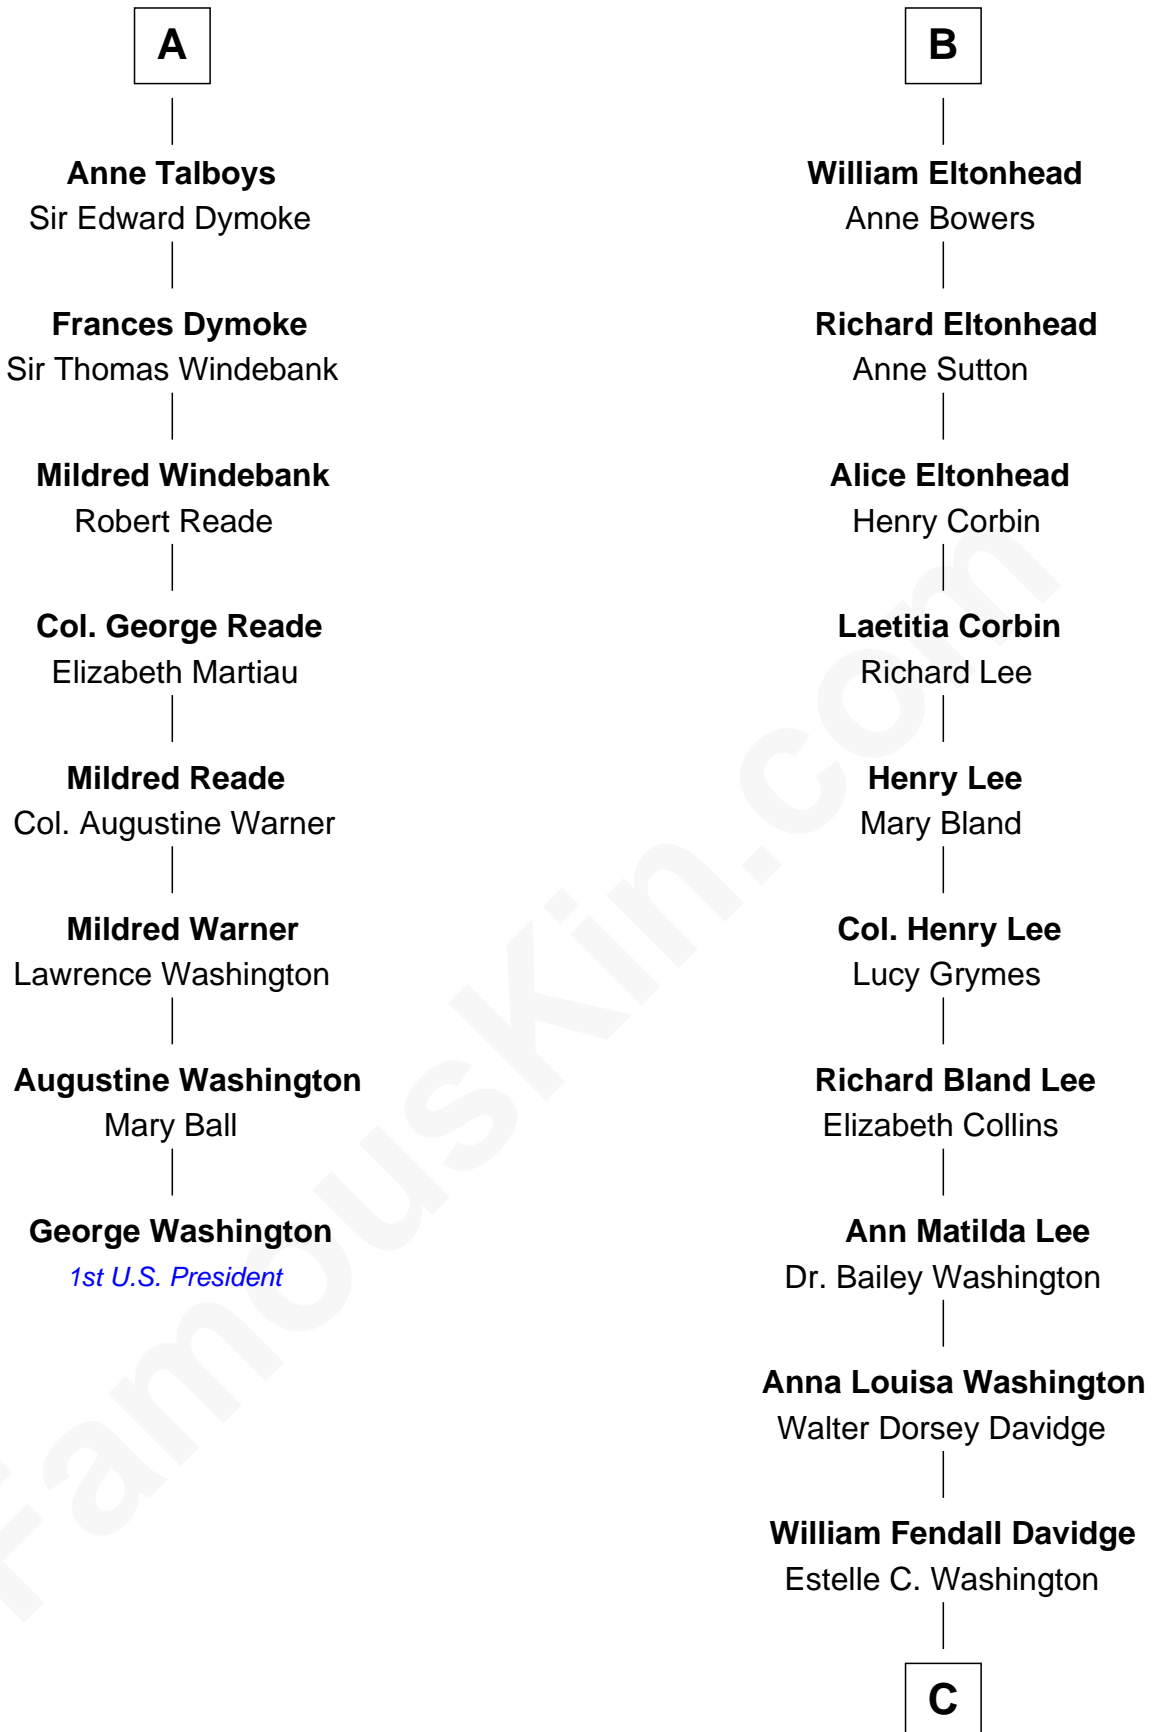 A
Anne Talboys
Sir Edward Dymoke
Frances Dymoke
Sir Thomas Windebank
Mildred Windebank
Robert Reade
Col. George Reade
Elizabeth Martiau
Mildred Reade
Col. Augustine Warner
Mildred Warner
Lawrence Washington
Augustine Washington
Mary Ball
George Washington
1st U.S. President
B
William Eltonhead
Anne Bowers
Richard Eltonhead
Anne Sutton
Alice Eltonhead
Henry Corbin
Laetitia Corbin
Richard Lee
Henry Lee
Mary Bland
Col. Henry Lee
Lucy Grymes
Richard Bland Lee
Elizabeth Collins
Ann Matilda Lee
Dr. Bailey Washington
Anna Louisa Washington
Walter Dorsey Davidge
William Fendall Davidge
Estelle C. Washington
C
FamousKin.com